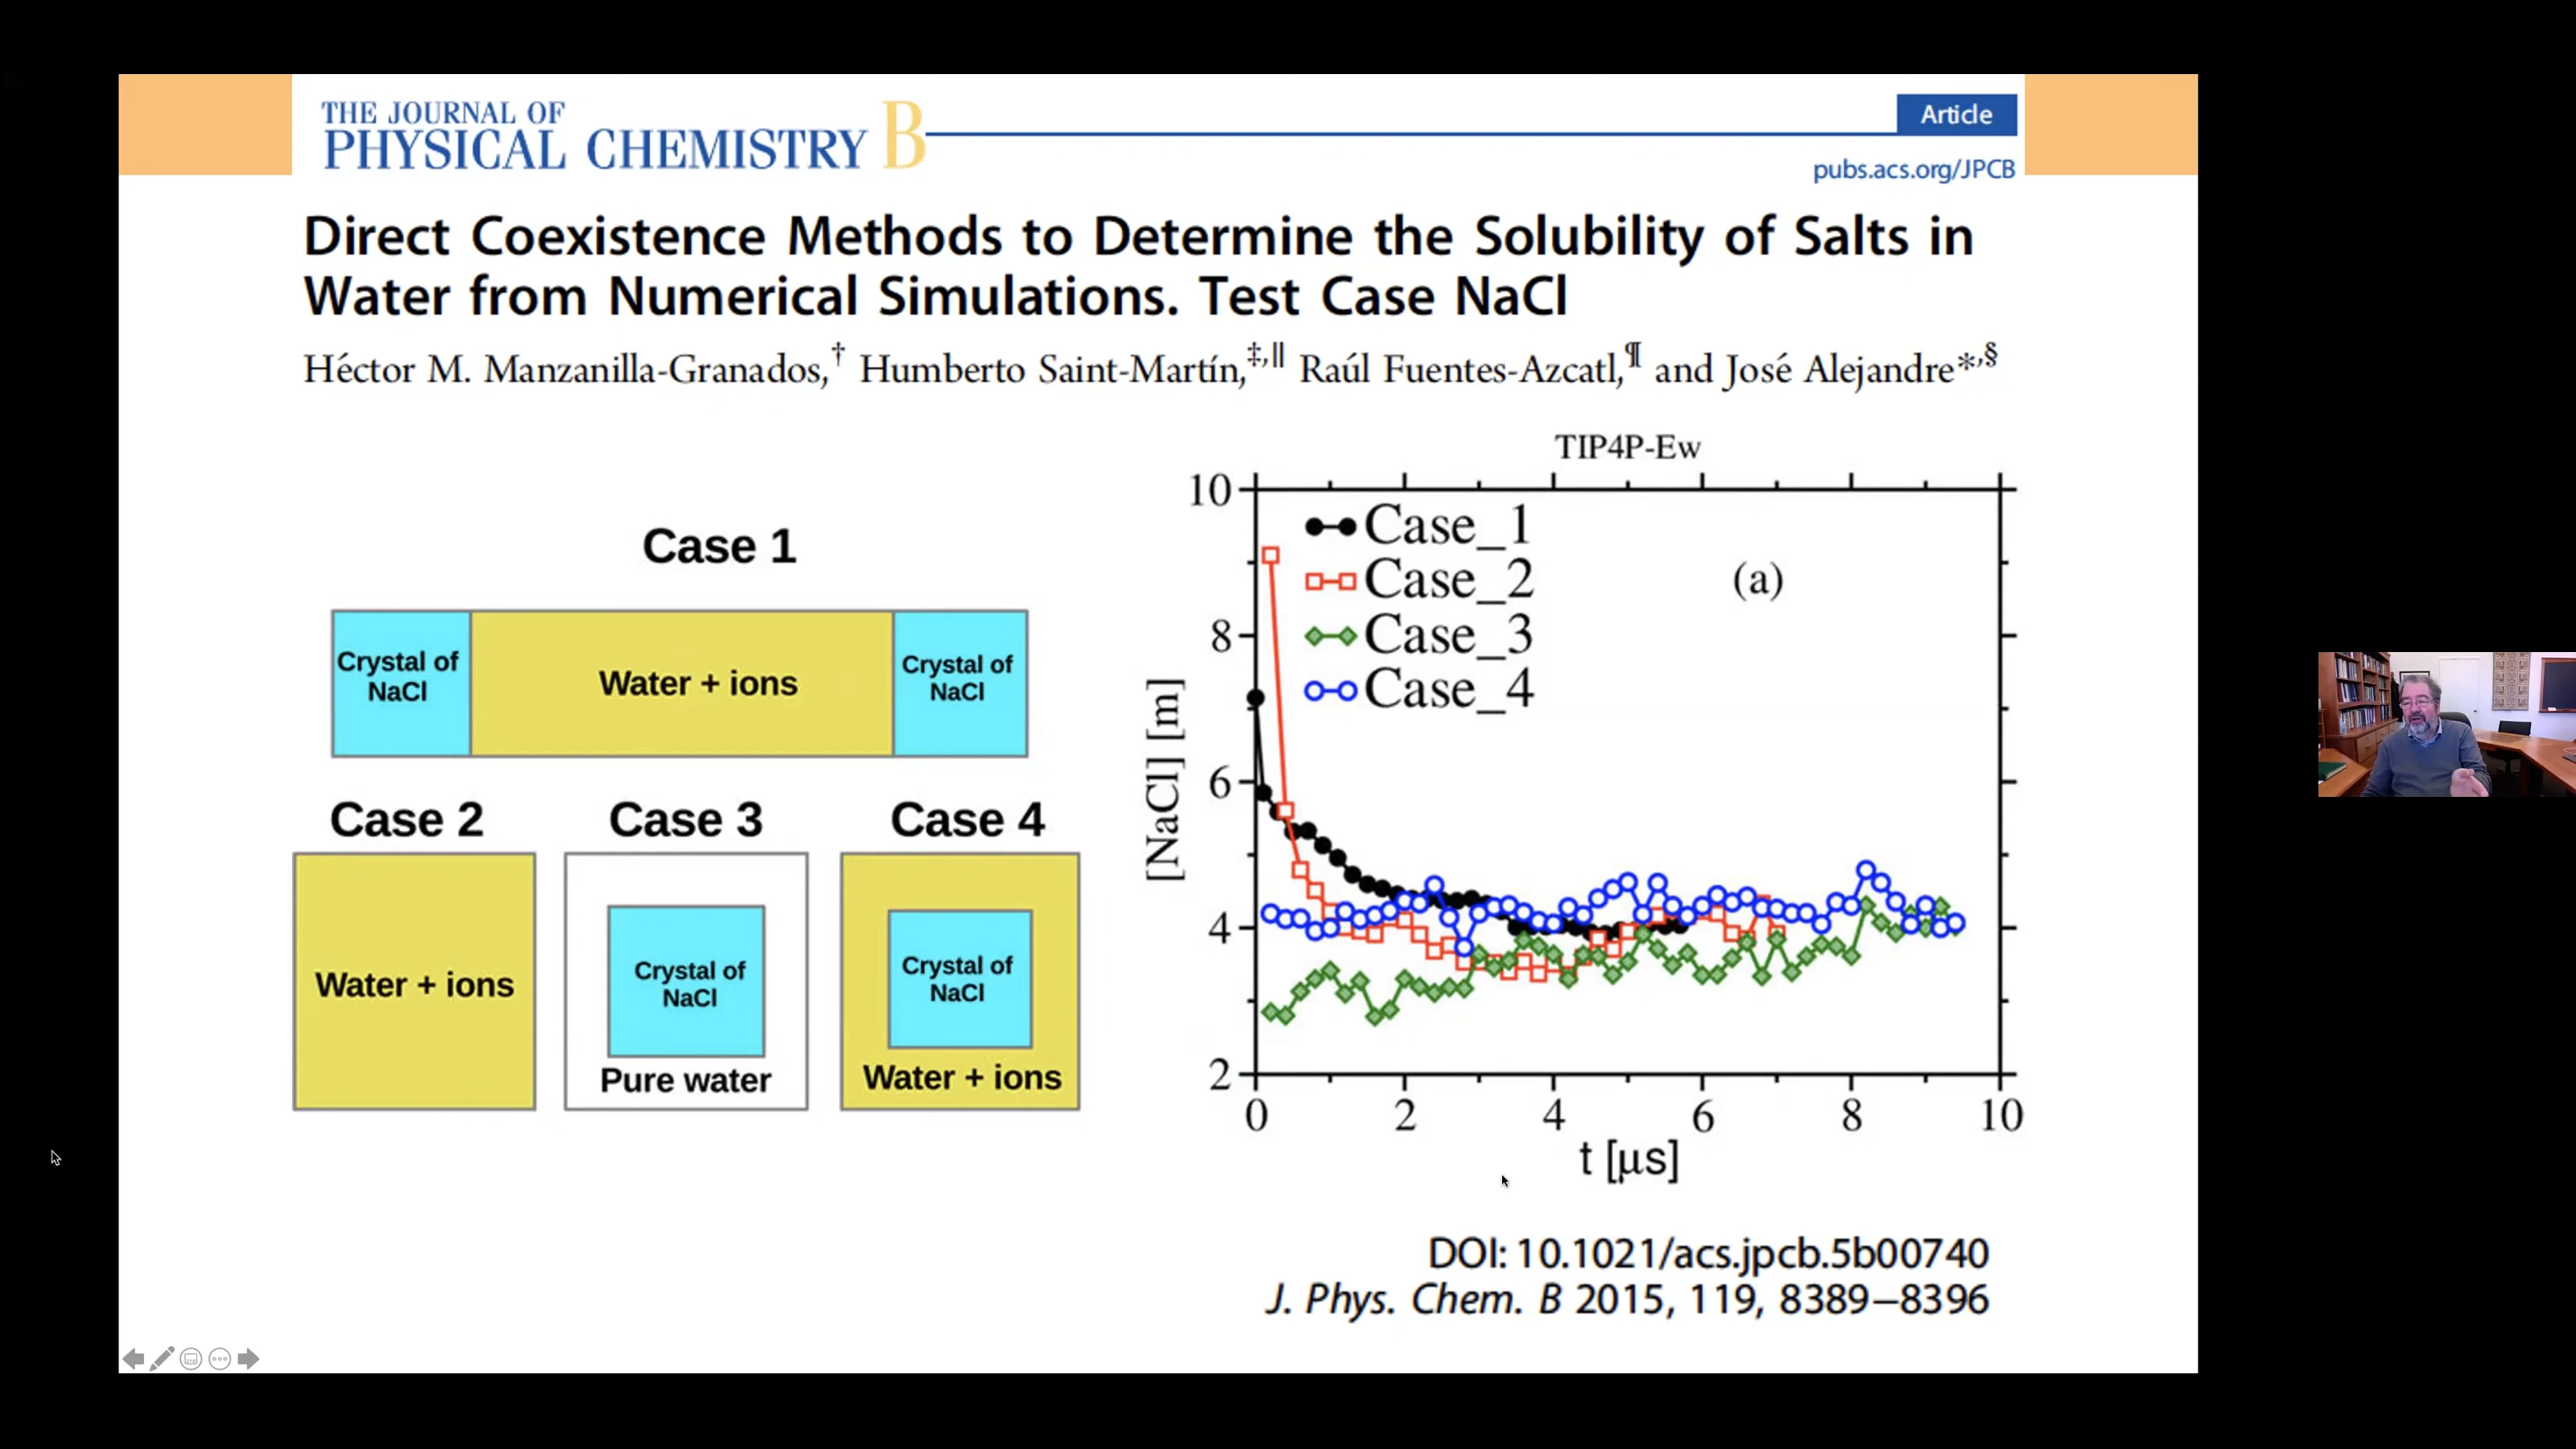 THE JOURNAL OF
PHYSICAL CHEMISTRY B
Article
pubs.acs.org/JPCB
Direct Coexistence Methods to Determine the Solubility of Salts in
Water from Numerical Simulations. Test Case NaCl
Héctor M. Manzanilla-Granados,† Humberto Saint-Martín,‡,∥ Raúl Fuentes-Azcatl,¶ and José Alejandre*,§
Case 1
Crystal of
NaCl
Water + ions
Crystal of
NaCl
Case 2
Case 3
Case 4
Water + ions
Crystal of
NaCl
Pure water
Crystal of
NaCl
Water + ions
TIP4P-Ew
Case_1
Case_2
Case_3
Case_4
(a)
[NaCl] [m]
10
8
6
4
2
0 2 4 6 8 10
t [μs]
DOI: 10.1021/acs.jpcb.5b00740
J. Phys. Chem. B 2015, 119, 8389−8396